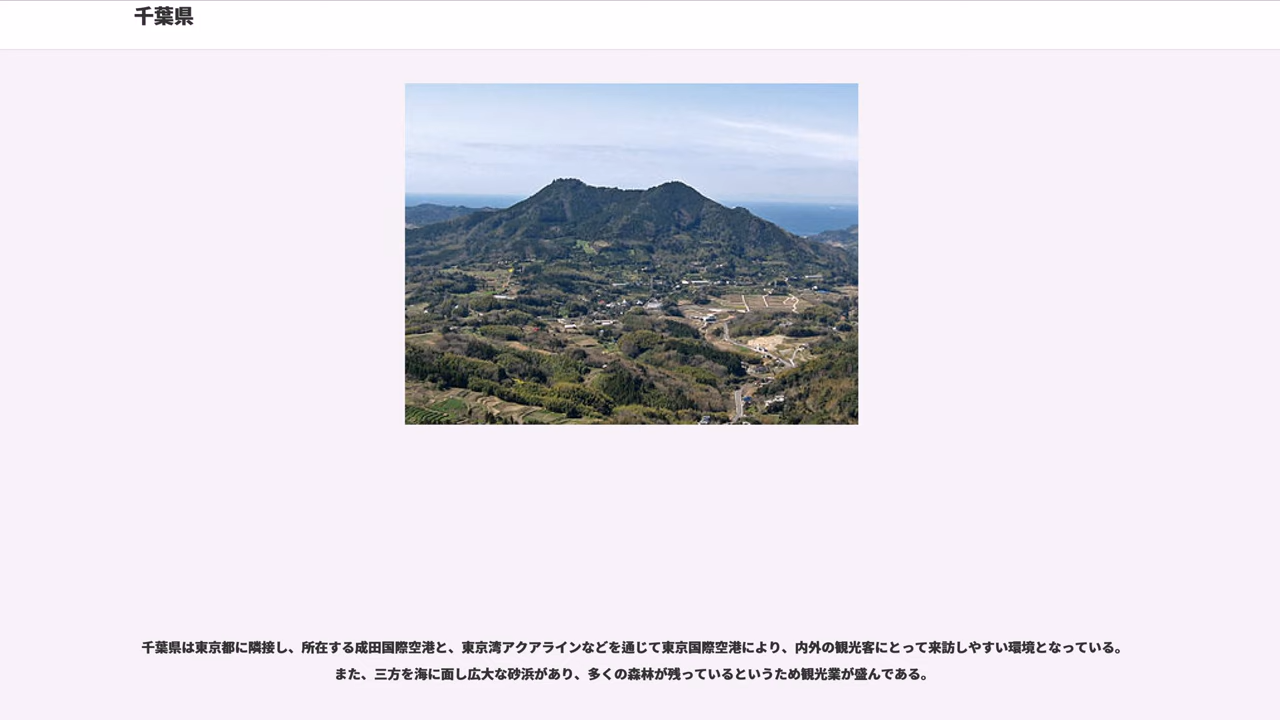 千葉県
千葉県は東京都に隣接し、所在する成田国際空港と、東京湾アクアラインなどを通じて東京国際空港により、内外の観光客にとって来訪しやすい環境となっている。
また、三方を海に面し広大な砂浜があり、多くの森林が残っているというため観光業が盛んである。